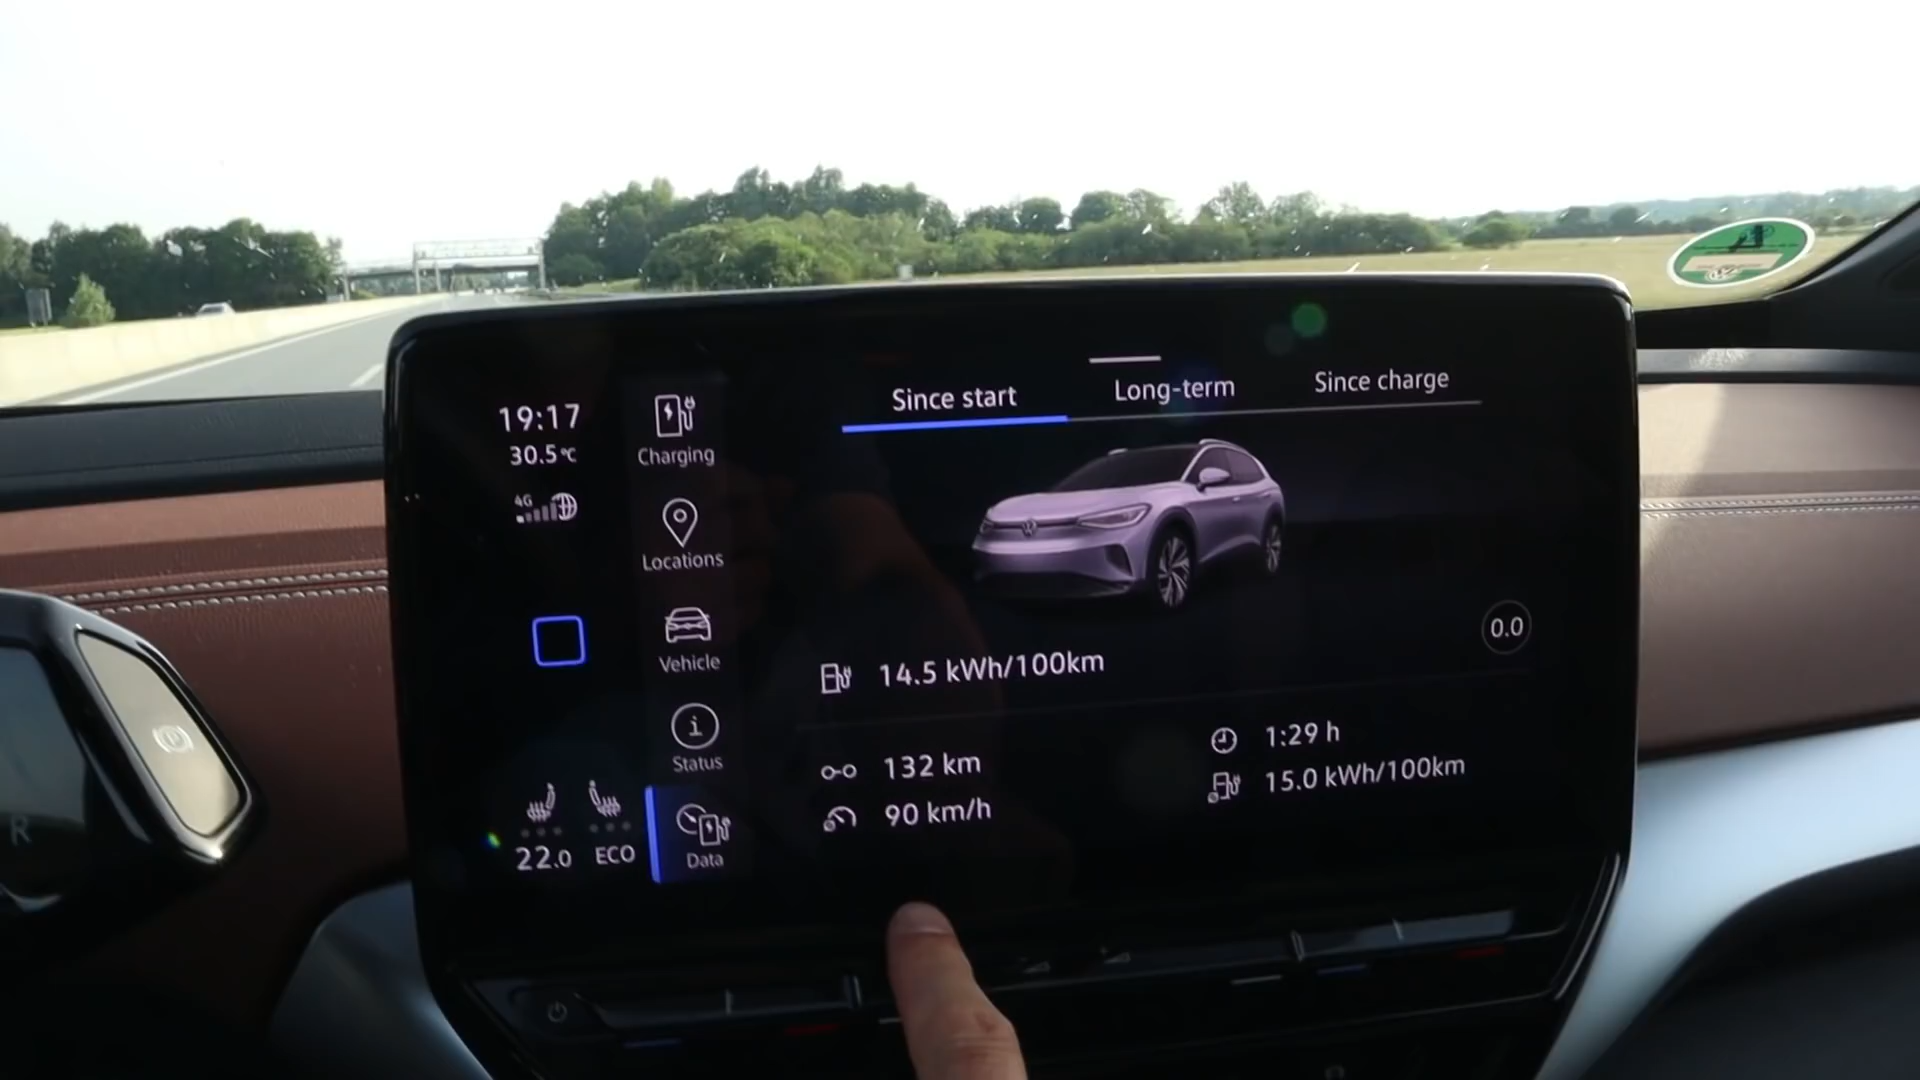 Since start
Long-term
Since charge
19:17
30.5°C
4G
Charging
Locations
Vehicle
Status
Data
22.0
ECO
14.5 kWh/100km
0.0
132 km
90 km/h
1:29 h
15.0 kWh/100km
R
P